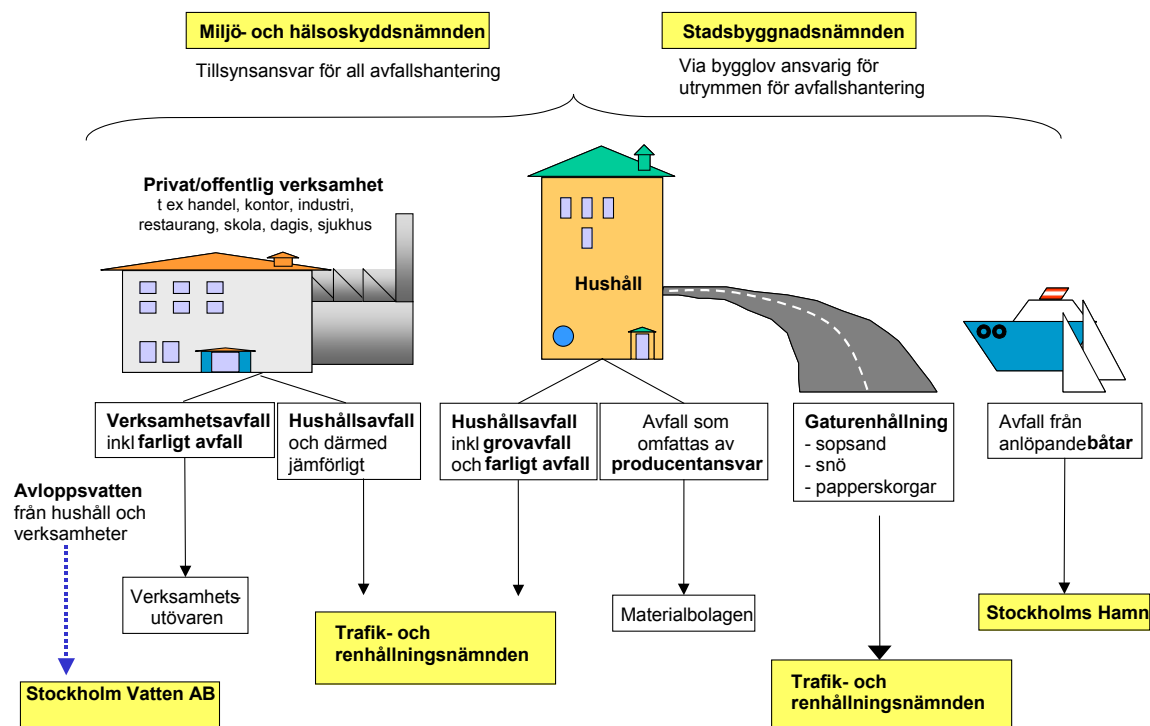 Miljö- och hälsoskyddsnämnden
Tillsynsansvar för all avfallshantering
Stadsbyggnadsnämnden
Via bygglov ansvarig för
utrymmen för avfallshantering
Privat/offentlig verksamhet
t ex handel, kontor, industri,
restaurang, skola, dagis, sjukhus
Hushåll
Verksamhetsavfall
inkl farligt avfall
Hushållsavfall
och därmed
jämförligt
Hushållsavfall
inkl grovavfall
och farligt avfall
Avfall som
omfattas av
producentansvar
Gaturenhållning
- sopsand
- snö
- papperskorgar
Avfall från
anlöpande båtar
Avloppsvatten
från hushåll och
verksamheter
Verksamhets-
utövaren
Trafik- och
renhållningsnämnden
Materialbolagen
Stockholms Hamn
Stockholm Vatten AB
Trafik- och
renhållningsnämnden